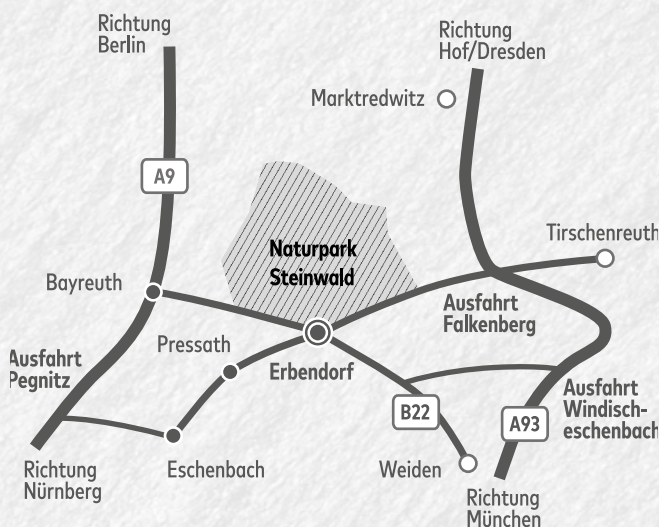 Richtung
Berlin
Richtung
Hof/Dresden
Marktredwitz
A9
Tirschenreuth
Naturpark
Steinwald
Bayreuth
Ausfahrt
Falkenberg
Pressath
Ausfahrt
Pegnitz
Erbendorf
Ausfahrt
Windisch-
eschenbach
B22
A93
Eschenbach
Weiden
Richtung
Nürnberg
Richtung
München